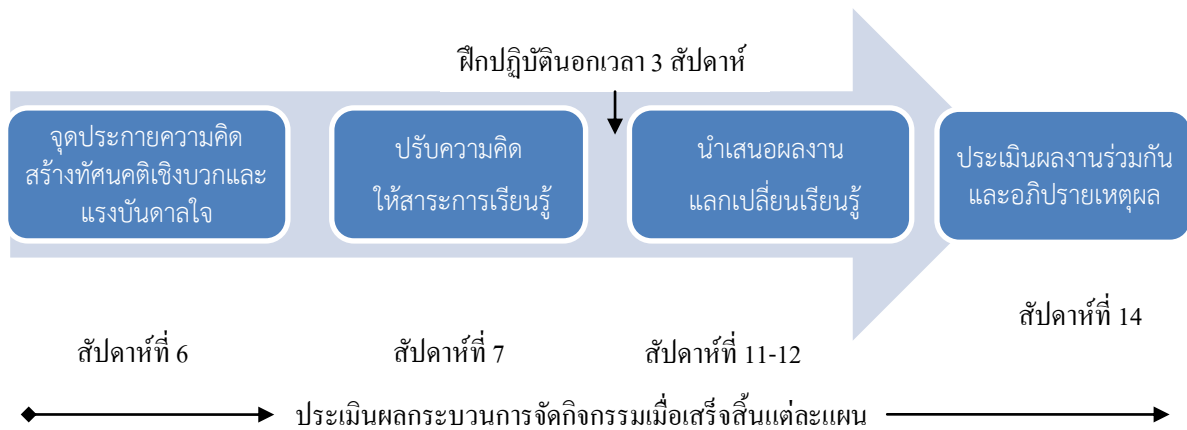 ฝึกปฏิบัตินอกเวลา 3 สัปดาห์
จุดประกายความคิด
สร้างทัศนคติเชิงบวกและ
แรงบันดาลใจ
ปรับความคิด
ให้สาระการเรียนรู้
นำเสนอผลงาน
แลกเปลี่ยนเรียนรู้
ประเมินผลงานร่วมกัน
และอภิปรายเหตุผล
สัปดาห์ที่ 6
สัปดาห์ที่ 7
สัปดาห์ที่ 11-12
สัปดาห์ที่ 14
ประเมินผลกระบวนการจัดกิจกรรมเมื่อเสร็จสิ้นแต่ละแผน